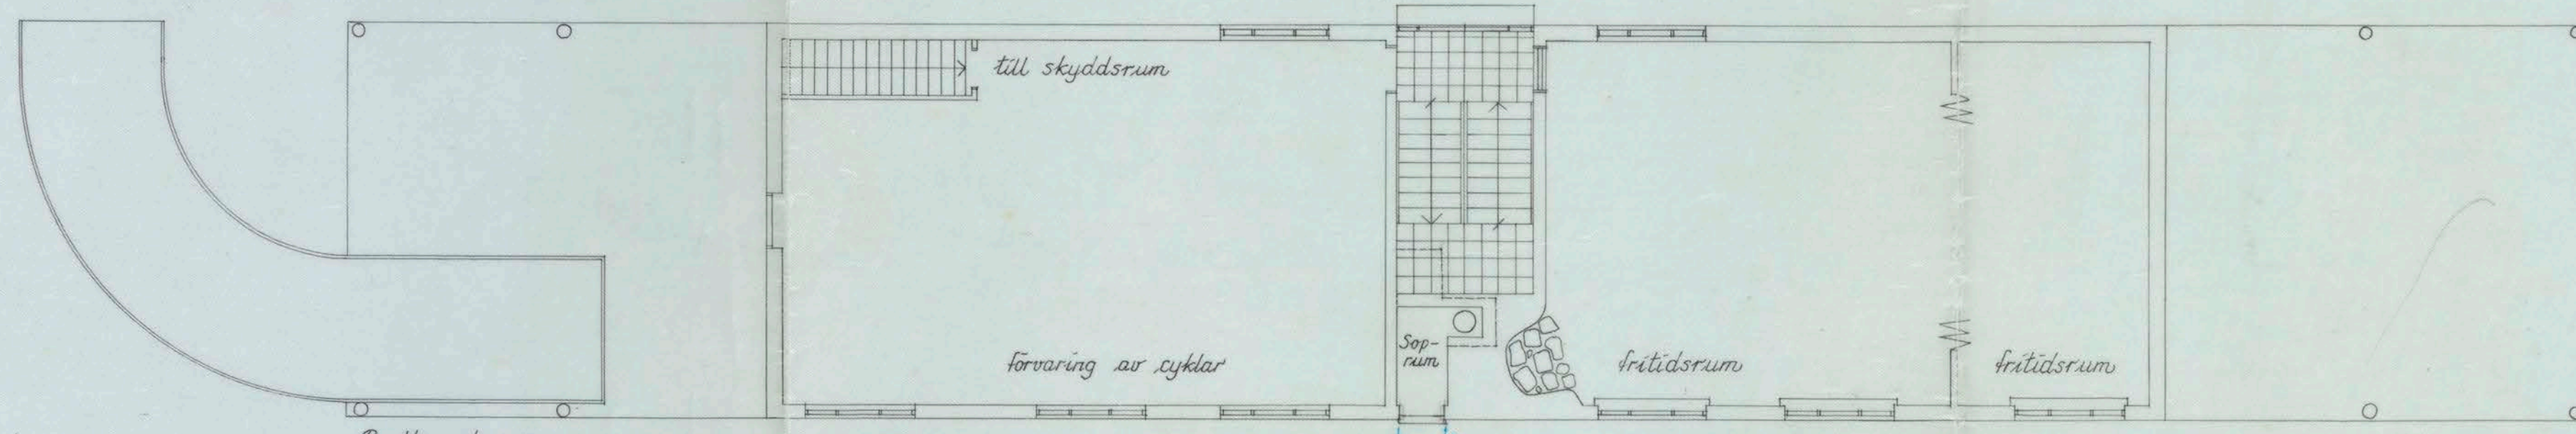 till skyddsrum
förvaring av cyklar
Sop-
rum
fritidsrum
fritidsrum